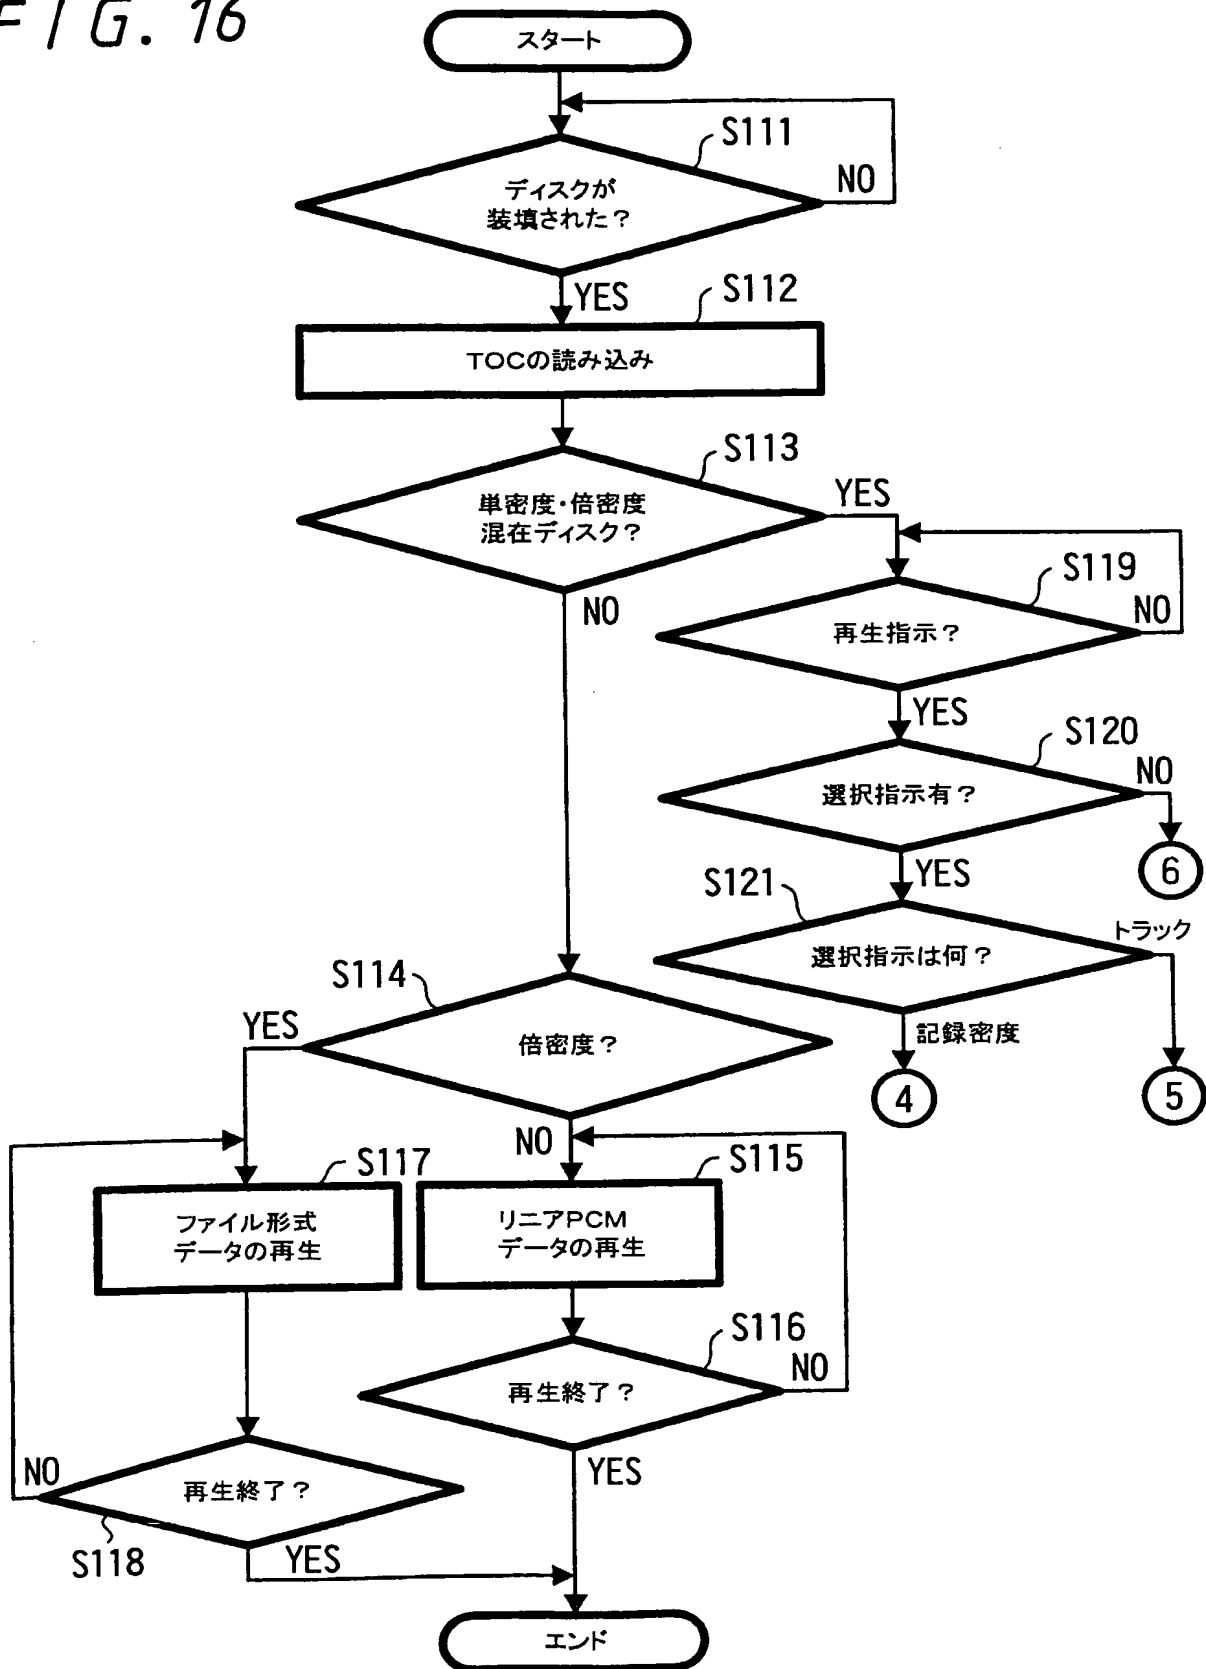 FIG. 16
スタート
S111
ディスクが
装填された?
NO
YES
S112
TOCの読み込み
S113
単密度・倍密度
混在ディスク?
YES
NO
S119
再生指示?
NO
YES
S120
選択指示有?
NO
6
YES
S121
選択指示は何?
トラック
記録密度
4
5
S114
倍密度?
YES
NO
S117
ファイル形式
データの再生
S115
リニアPCM
データの再生
S116
再生終了?
NO
YES
再生終了?
NO
S118
YES
エンド